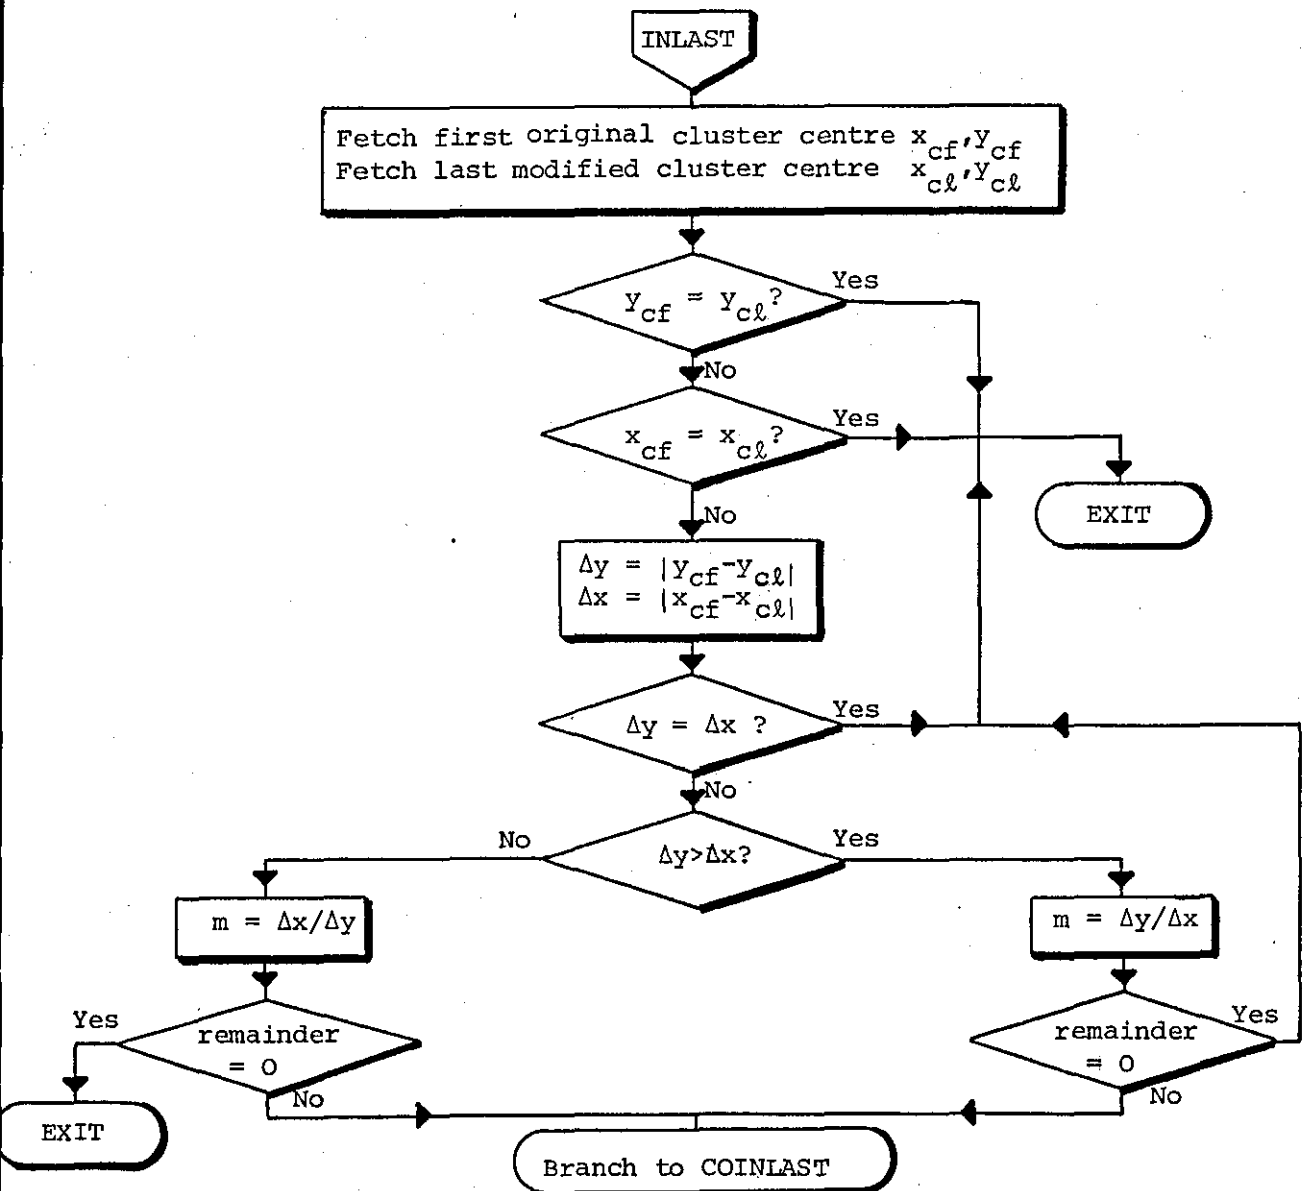 INLAST
Fetch first original cluster centre x_cf,y_cf
Fetch last modified cluster centre x_cℓ,y_cℓ
y_cf = y_cℓ?
Yes
No
x_cf = x_cℓ?
Yes
No
EXIT
Δy = |y_cf-y_cℓ|
Δx = |x_cf-x_cℓ|
Δy = Δx ?
Yes
No
Δy>Δx?
No
Yes
m = Δx/Δy
m = Δy/Δx
remainder
= 0
Yes
No
remainder
= 0
Yes
No
EXIT
Branch to COINLAST